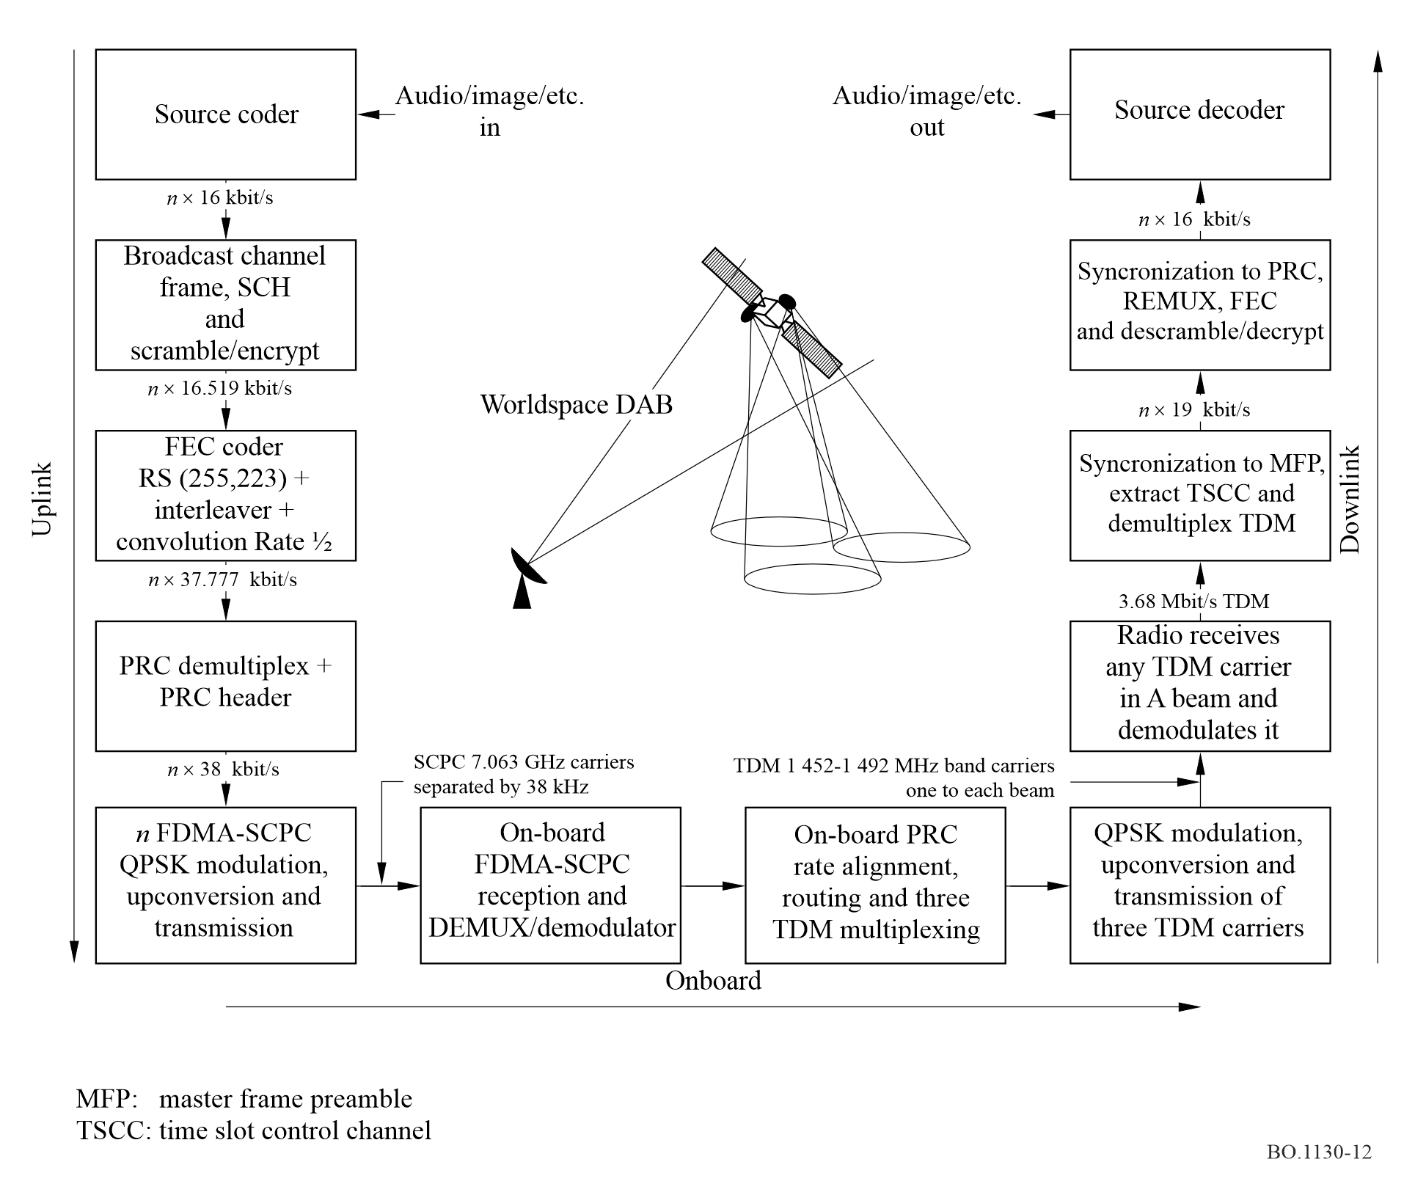 Source coder
Audio/image/etc.
in
Audio/image/etc.
out
Source decoder
n × 16 kbit/s
n × 16 kbit/s
Broadcast channel
frame, SCH
and
scramble/encrypt
Syncronization to PRC,
REMUX, FEC
and descramble/decrypt
n × 16.519 kbit/s
Worldspace DAB
n × 19 kbit/s
FEC coder
RS (255,223) +
interleaver +
convolution Rate ½
Syncronization to MFP,
extract TSCC and
demultiplex TDM
Uplink
Downlink
n × 37.777 kbit/s
3.68 Mbit/s TDM
PRC demultiplex +
PRC header
Radio receives
any TDM carrier
in A beam and
demodulates it
n × 38 kbit/s
SCPC 7.063 GHz carriers
separated by 38 kHz
TDM 1 452-1 492 MHz band carriers
one to each beam
n FDMA-SCPC
QPSK modulation,
upconversion and
transmission
On-board
FDMA-SCPC
reception and
DEMUX/demodulator
On-board PRC
rate alignment,
routing and three
TDM multiplexing
QPSK modulation,
upconversion and
transmission of
three TDM carriers
Onboard
MFP: master frame preamble
TSCC: time slot control channel
BO.1130-12